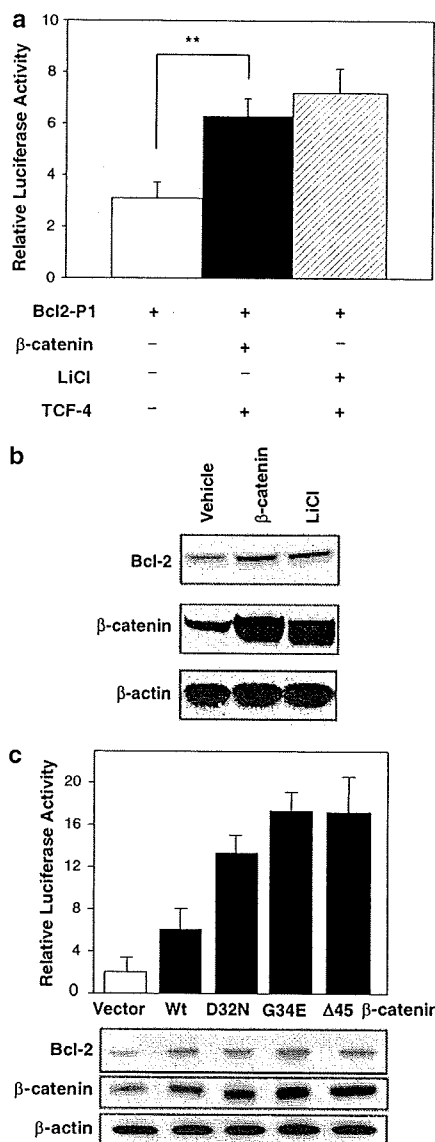 a
Relative Luciferase Activity
10
8
6
4
2
0
**
Bcl2-P1 + + +
β-catenin – + –
LiCl – – +
TCF-4 – + +
b
Vehicle
β-catenin
LiCl
Bcl-2
β-catenin
β-actin
c
Relative Luciferase Activity
20
16
12
8
4
0
Vector Wt D32N G34E Δ45 β-catenin
Bcl-2
β-catenin
β-actin